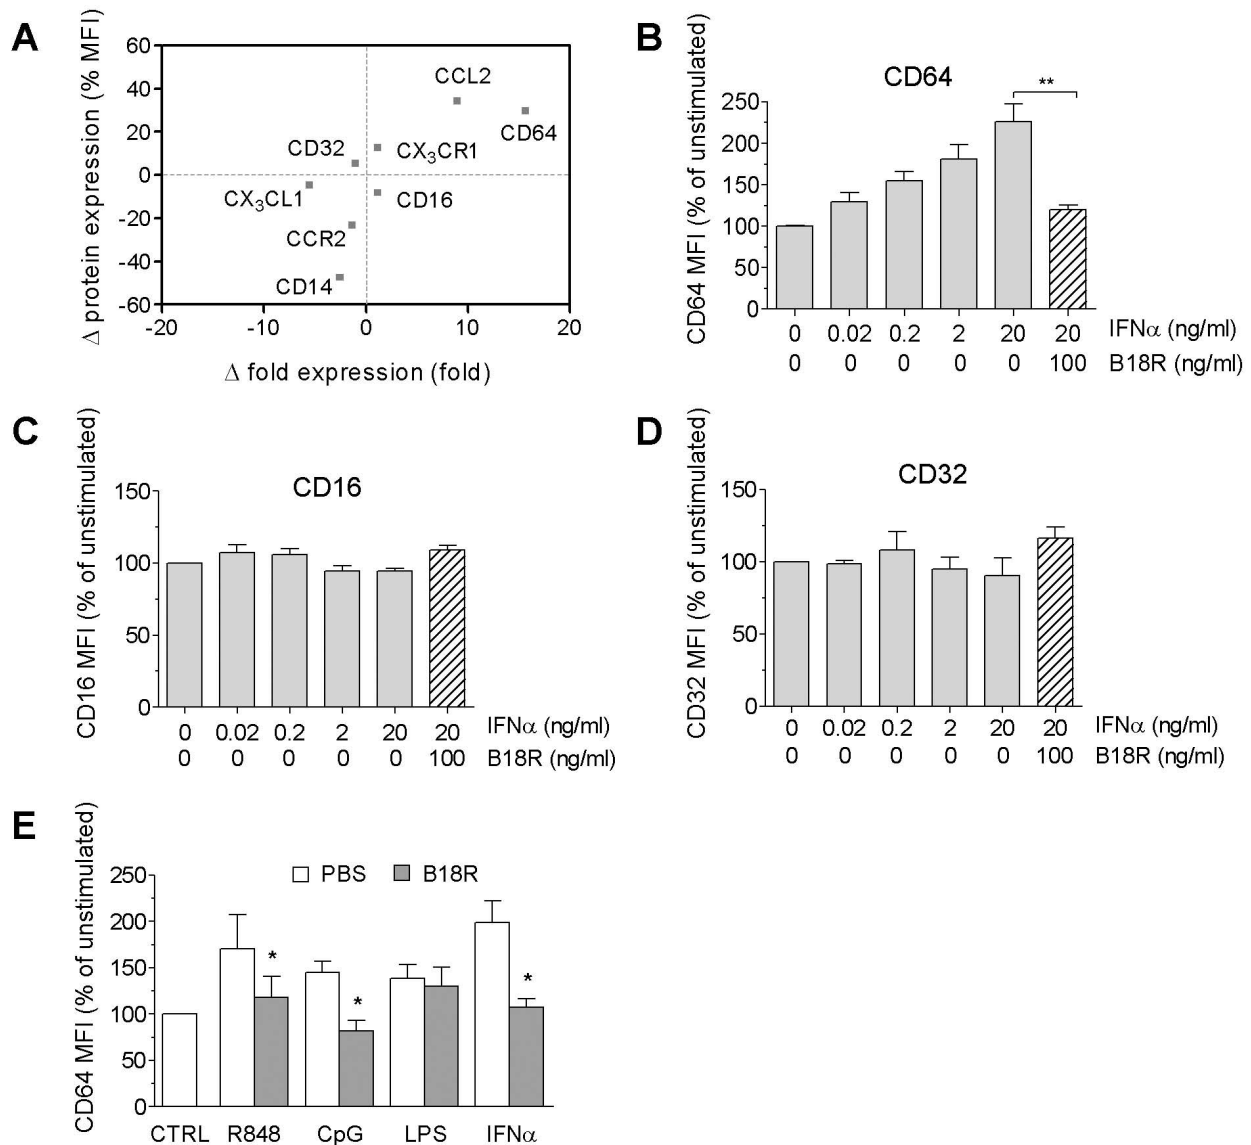 A
Δ protein expression (% MFI)
60
40
20
0
-20
-40
-60
CCL2
CD64
CD32
CX₃CR1
CX₃CL1
CD16
CCR2
CD14
-20 -10 0 10 20
Δ fold expression (fold)
B
CD64
**
CD64 MFI (% of unstimulated)
250
200
150
100
50
0
0 0.02 0.2 2 20 20 IFNα (ng/ml)
0 0 0 0 0 100 B18R (ng/ml)
C
CD16
CD16 MFI (% of unstimulated)
150
100
50
0
0 0.02 0.2 2 20 20 IFNα (ng/ml)
0 0 0 0 0 100 B18R (ng/ml)
D
CD32
CD32 MFI (% of unstimulated)
150
100
50
0
0 0.02 0.2 2 20 20 IFNα (ng/ml)
0 0 0 0 0 100 B18R (ng/ml)
E
PBS B18R
CD64 MFI (% of unstimulated)
250
200
150
100
50
0
* * *
CTRL R848 CpG LPS IFNα